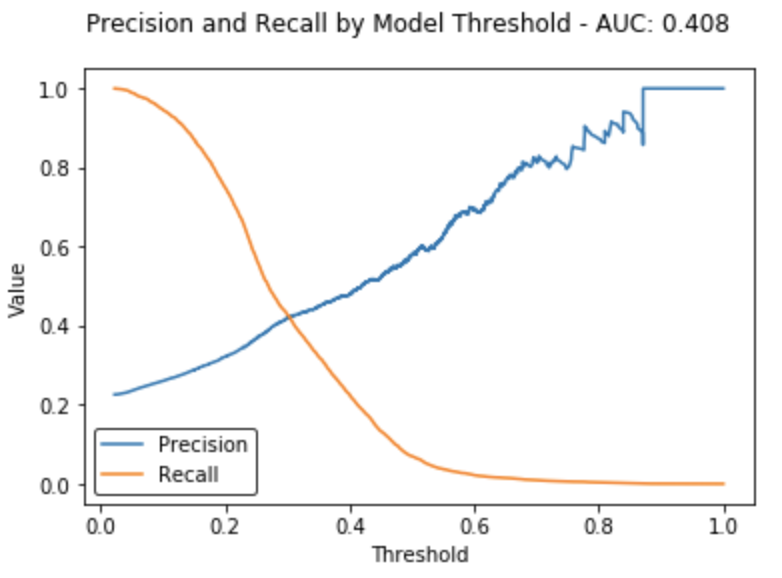 Precision and Recall by Model Threshold - AUC: 0.408
1.0
0.8
0.6
0.4
0.2
0.0
Value
Precision
Recall
0.0 0.2 0.4 0.6 0.8 1.0
Threshold